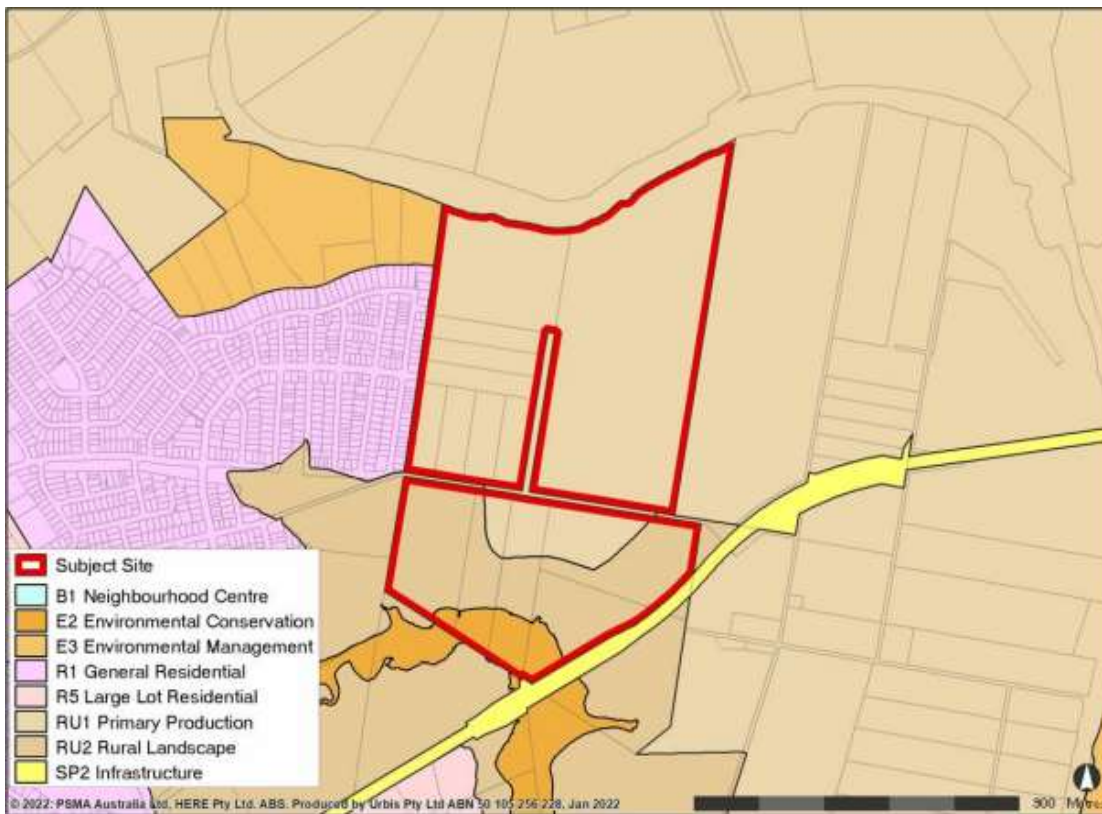 Subject Site
B1 Neighbourhood Centre
E2 Environmental Conservation
E3 Environmental Management
R1 General Residential
R5 Large Lot Residential
RU1 Primary Production
RU2 Rural Landscape
SP2 Infrastructure
© 2022: PSMA Australia Ltd, HERE Pty Ltd. ABS. Produced by Urbis Pty Ltd ABN 50 105 256 228, Jan 2022
900 Metres